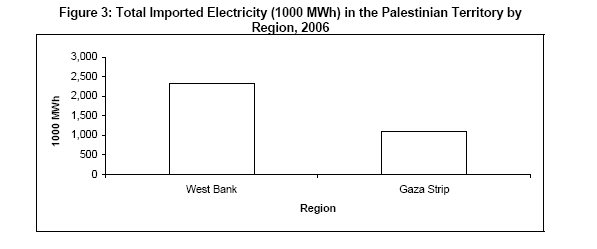 Figure 3: Total Imported Electricity (1000 MWh) in the Palestinian Territory by
Region, 2006
3,000
2,500
2,000
1,500
1,000
500
0
1000 MWh
West Bank
Gaza Strip
Region